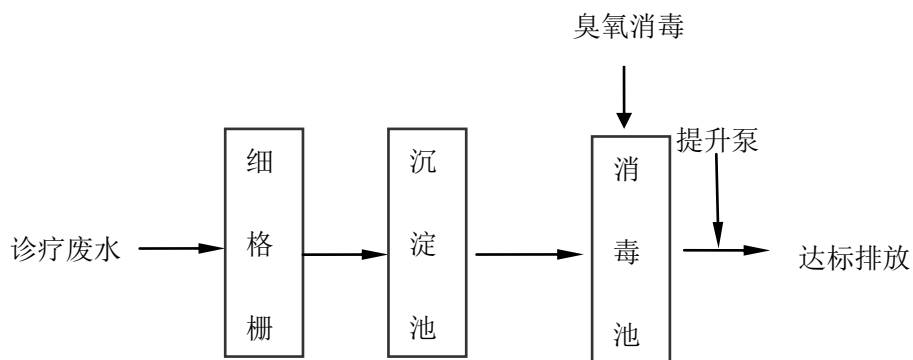 臭氧消毒
提升泵
诊疗废水
细格栅
沉淀池
消毒池
达标排放